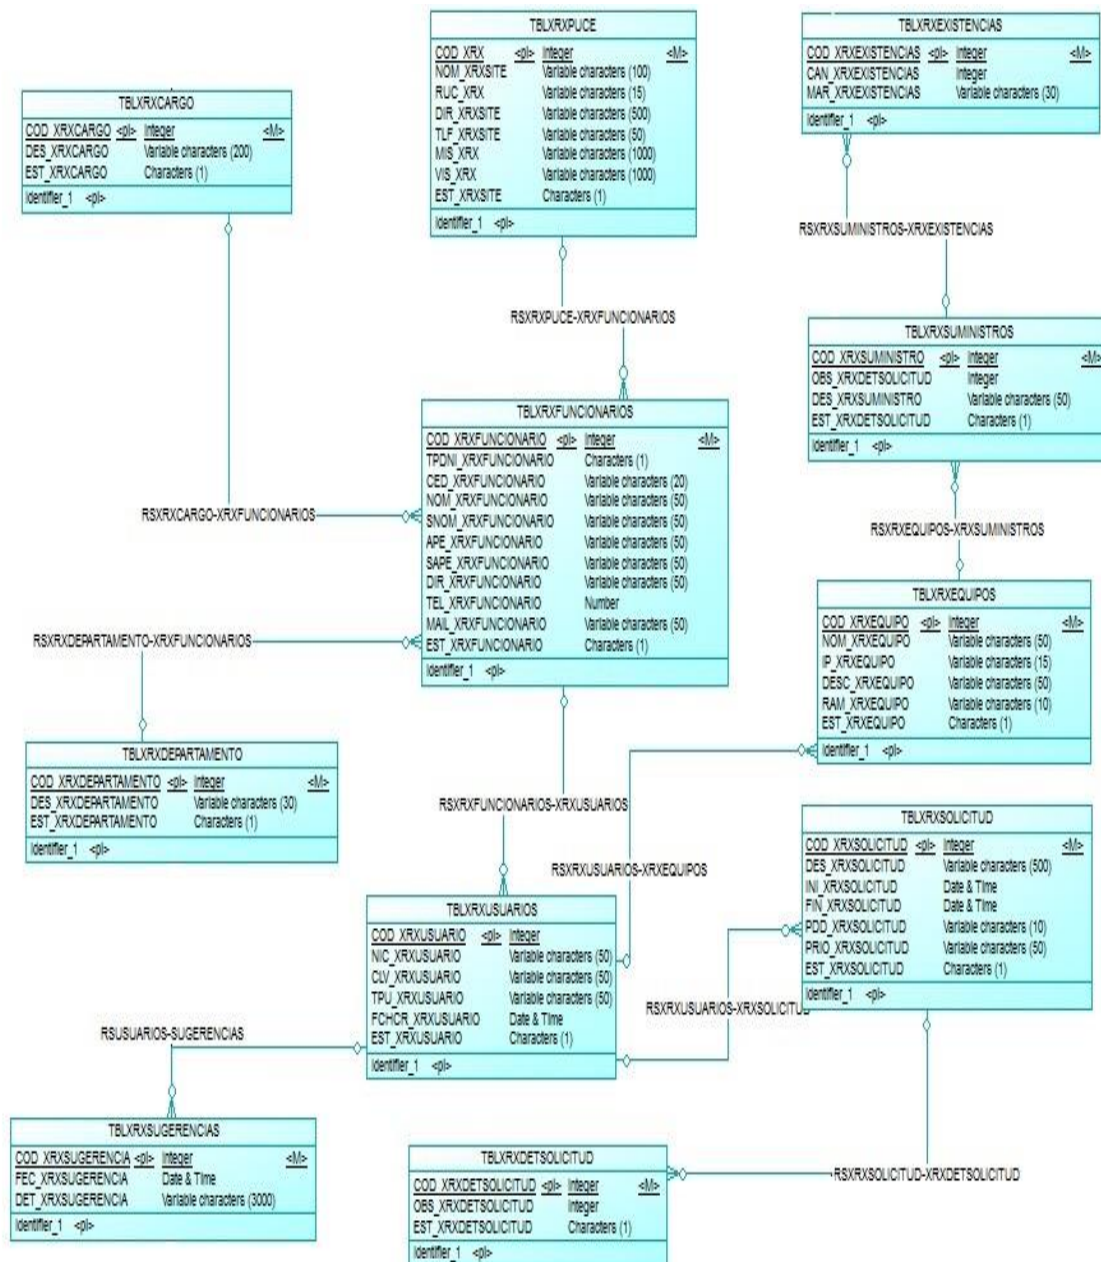 TBLXRXPUCE
COD_XRX <pi> Integer <M>
NOM_XRXSITE Variable characters (100)
RUC_XRX Variable characters (15)
DIR_XRXSITE Variable characters (500)
TLF_XRXSITE Variable characters (50)
MIS_XRX Variable characters (1000)
VIS_XRX Variable characters (1000)
EST_XRXSITE Characters (1)
Identifier_1 <pi>
TBLXRXEXISTENCIAS
COD_XRXEXISTENCIAS <pi> Integer <M>
CAN_XRXEXISTENCIAS Integer
MAR_XRXEXISTENCIAS Variable characters (30)
Identifier_1 <pi>
TBLXRXCARGO
COD_XRXCARGO <pi> Integer <M>
DES_XRXCARGO Variable characters (200)
EST_XRXCARGO Characters (1)
Identifier_1 <pi>
RSXRXSUMINISTROS-XRXEXISTENCIAS
RSXRXPUCE-XRXFUNCIONARIOS
TBLXRXSUMINISTROS
COD_XRXSUMINISTRO <pi> Integer <M>
OBS_XRXDETSOLICITUD Integer
DES_XRXSUMINISTRO Variable characters (50)
EST_XRXDETSOLICITUD Characters (1)
Identifier_1 <pi>
TBLXRXFUNCIONARIOS
COD_XRXFUNCIONARIO <pi> Integer <M>
TPDNI_XRXFUNCIONARIO Characters (1)
CED_XRXFUNCIONARIO Variable characters (20)
NOM_XRXFUNCIONARIO Variable characters (50)
SNOM_XRXFUNCIONARIO Variable characters (50)
APE_XRXFUNCIONARIO Variable characters (50)
SAPE_XRXFUNCIONARIO Variable characters (50)
DIR_XRXFUNCIONARIO Variable characters (50)
TEL_XRXFUNCIONARIO Number
MAIL_XRXFUNCIONARIO Variable characters (50)
EST_XRXFUNCIONARIO Characters (1)
Identifier_1 <pi>
RSXRXCARGO-XRXFUNCIONARIOS
RSXRXEQUIPOS-XRXSUMINISTROS
RSXRXDEPARTAMENTO-XRXFUNCIONARIOS
TBLXRXEQUIPOS
COD_XRXEQUIPO <pi> Integer <M>
NOM_XRXEQUIPO Variable characters (50)
IP_XRXEQUIPO Variable characters (15)
DESC_XRXEQUIPO Variable characters (50)
RAM_XRXEQUIPO Variable characters (10)
EST_XRXEQUIPO Characters (1)
Identifier_1 <pi>
TBLXRXDEPARTAMENTO
COD_XRXDEPARTAMENTO <pi> Integer <M>
DES_XRXDEPARTAMENTO Variable characters (30)
EST_XRXDEPARTAMENTO Characters (1)
Identifier_1 <pi>
RSXRXFUNCIONARIOS-XRXUSUARIOS
RSXRXUSUARIOS-XRXEQUIPOS
TBLXRXSOLICITUD
COD_XRXSOLICITUD <pi> Integer <M>
DES_XRXSOLICITUD Variable characters (500)
INI_XRXSOLICITUD Date & Time
FIN_XRXSOLICITUD Date & Time
PDD_XRXSOLICITUD Variable characters (10)
PRIO_XRXSOLICITUD Variable characters (50)
EST_XRXSOLICITUD Characters (1)
Identifier_1 <pi>
TBLXRXUSUARIOS
COD_XRXUSUARIO <pi> Integer
NIC_XRXUSUARIO Variable characters (50)
CLV_XRXUSUARIO Variable characters (50)
TPU_XRXUSUARIO Variable characters (50)
FCHCR_XRXUSUARIO Date & Time
EST_XRXUSUARIO Characters (1)
Identifier_1 <pi>
RSXRXUSUARIOS-XRXSOLICITUD
RSUSUARIOS-SUGERENCIAS
TBLXRXSUGERENCIAS
COD_XRXSUGERENCIA <pi> Integer <M>
FEC_XRXSUGERENCIA Date & Time
DET_XRXSUGERENCIA Variable characters (3000)
Identifier_1 <pi>
TBLXRXDETSOLICITUD
COD_XRXDETSOLICITUD <pi> Integer <M>
OBS_XRXDETSOLICITUD Integer
EST_XRXDETSOLICITUD Characters (1)
Identifier_1 <pi>
RSXRXSOLICITUD-XRXDETSOLICITUD